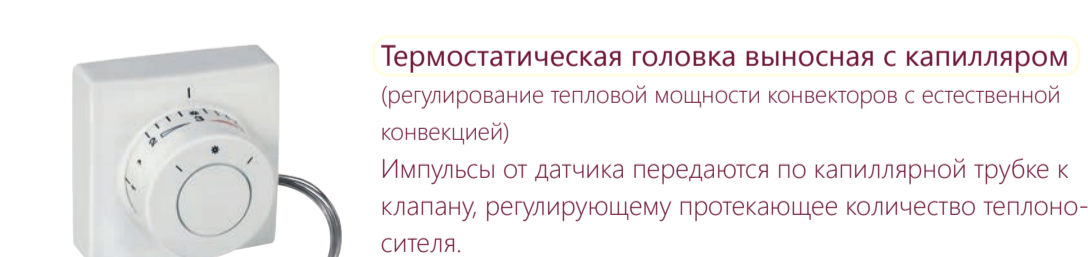 Термостатическая головка выносная с капилляром
(регулирование тепловой мощности конвекторов с естественной
конвекцией)
Импульсы от датчика передаются по капиллярной трубке к
клапану, регулирующему протекающее количество теплоно-
сителя.